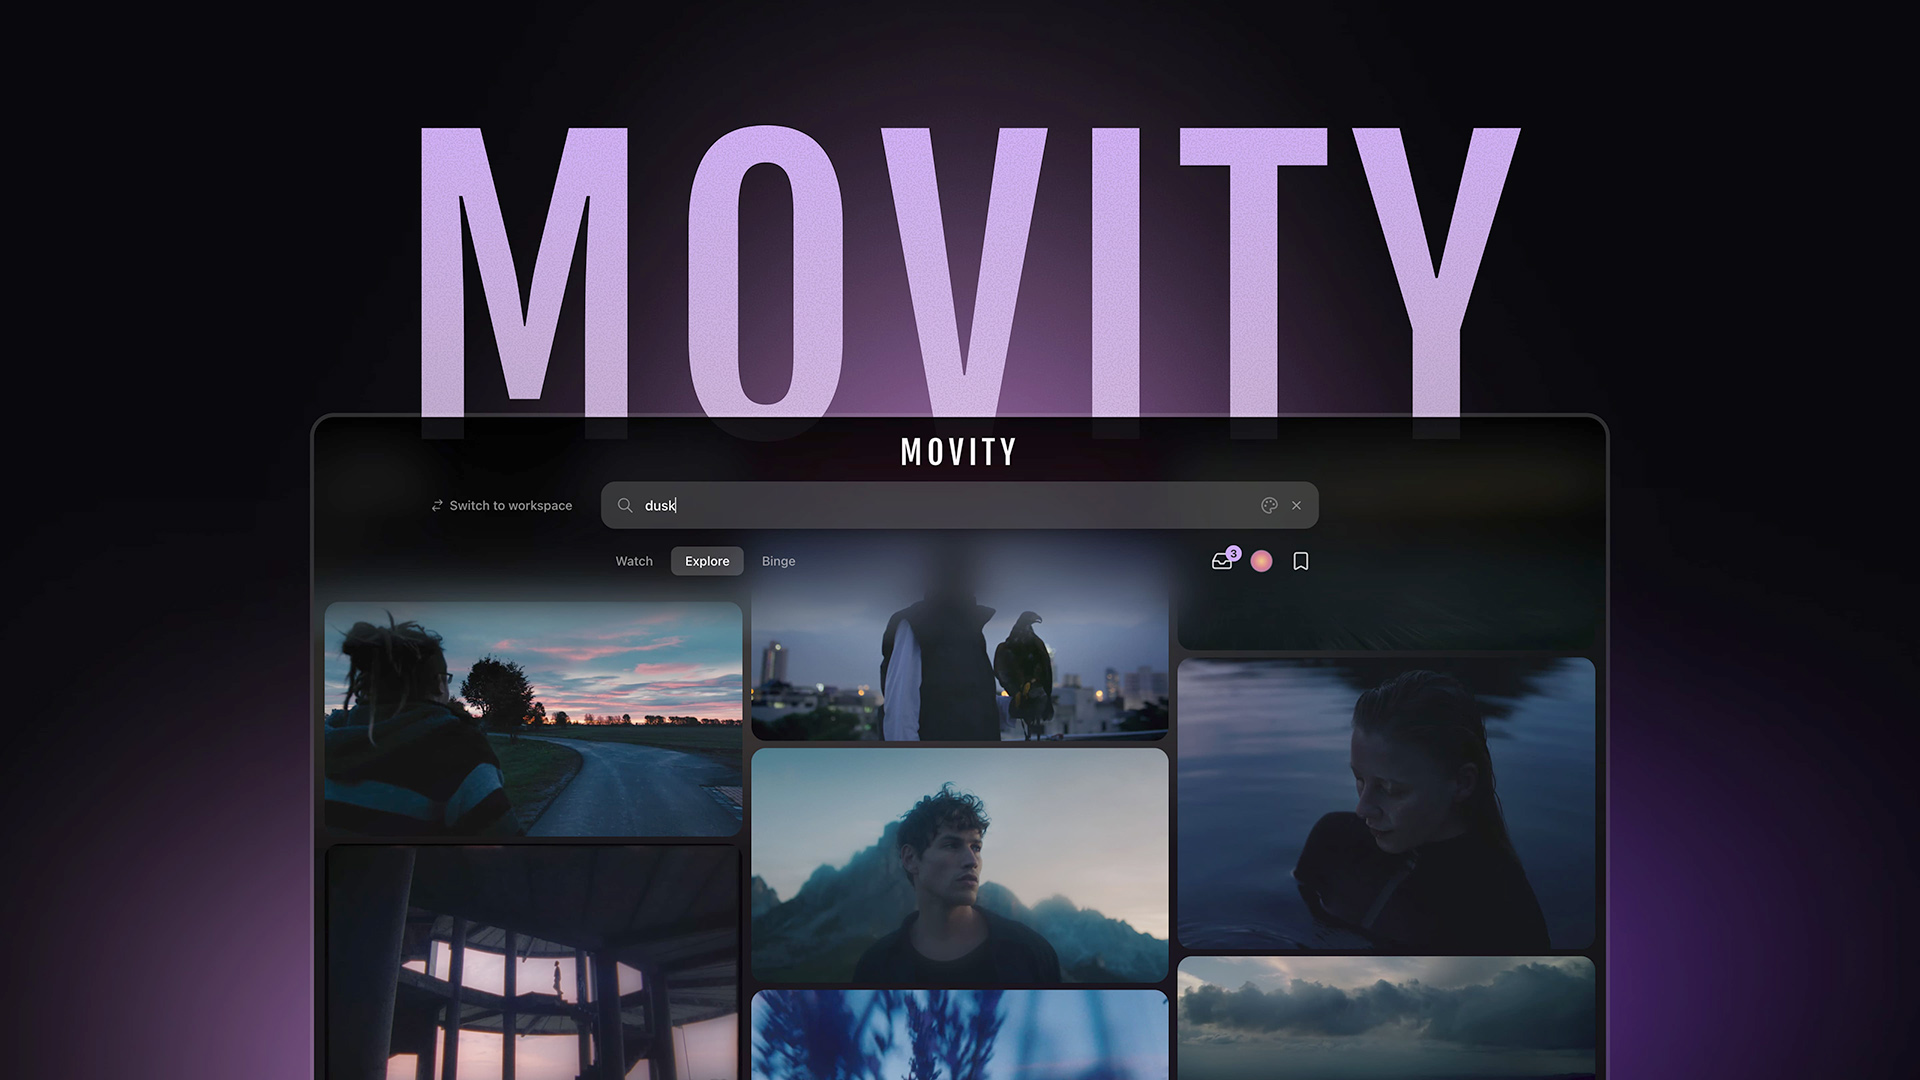 MOVITY
MOVITY
Switch to workspace
dusk
Watch Explore Binge
3